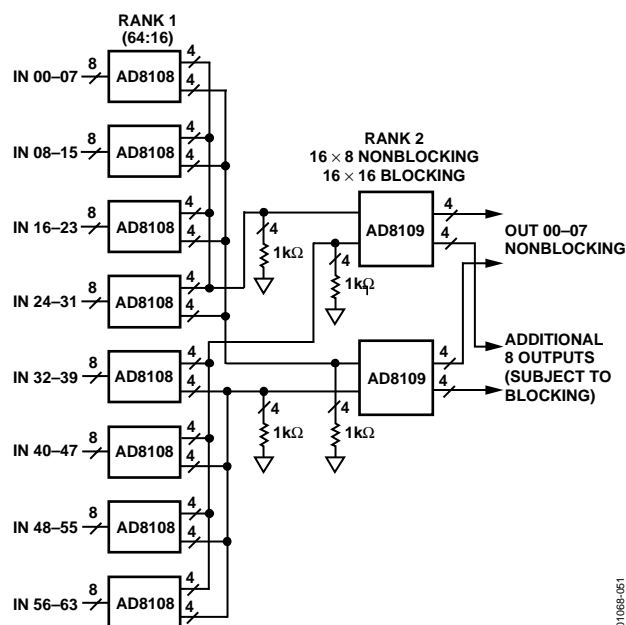 RANK 1
(64:16)
IN 00–07
8
AD8108
4
4
IN 08–15
8
AD8108
4
4
IN 16–23
8
AD8108
4
4
IN 24–31
8
AD8108
4
4
IN 32–39
8
AD8108
4
4
IN 40–47
8
AD8108
4
4
IN 48–55
8
AD8108
4
4
IN 56–63
8
AD8108
4
4
RANK 2
16 × 8 NONBLOCKING
16 × 16 BLOCKING
4
1kΩ
4
1kΩ
AD8109
4
4
4
1kΩ
4
1kΩ
AD8109
4
4
OUT 00–07
NONBLOCKING
ADDITIONAL
8 OUTPUTS
(SUBJECT TO
BLOCKING)
01068-051